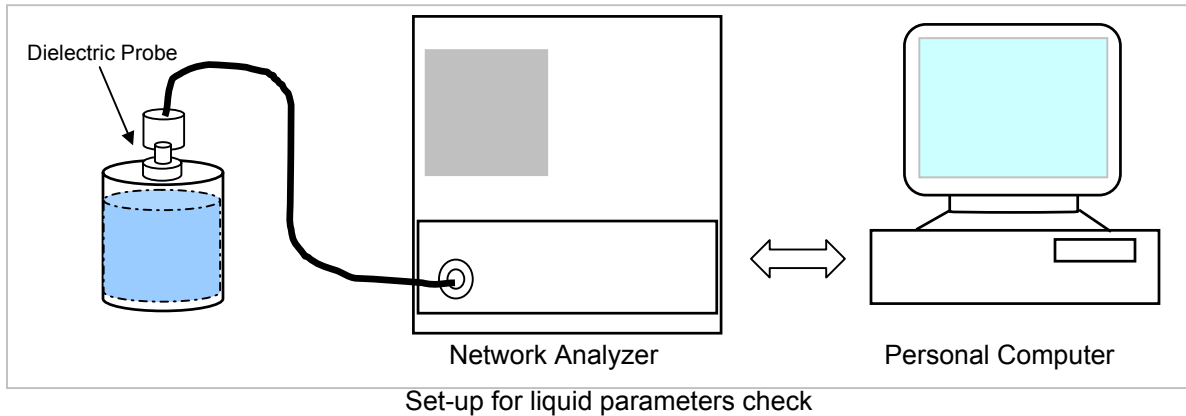 Dielectric Probe
Network Analyzer
Personal Computer
Set-up for liquid parameters check